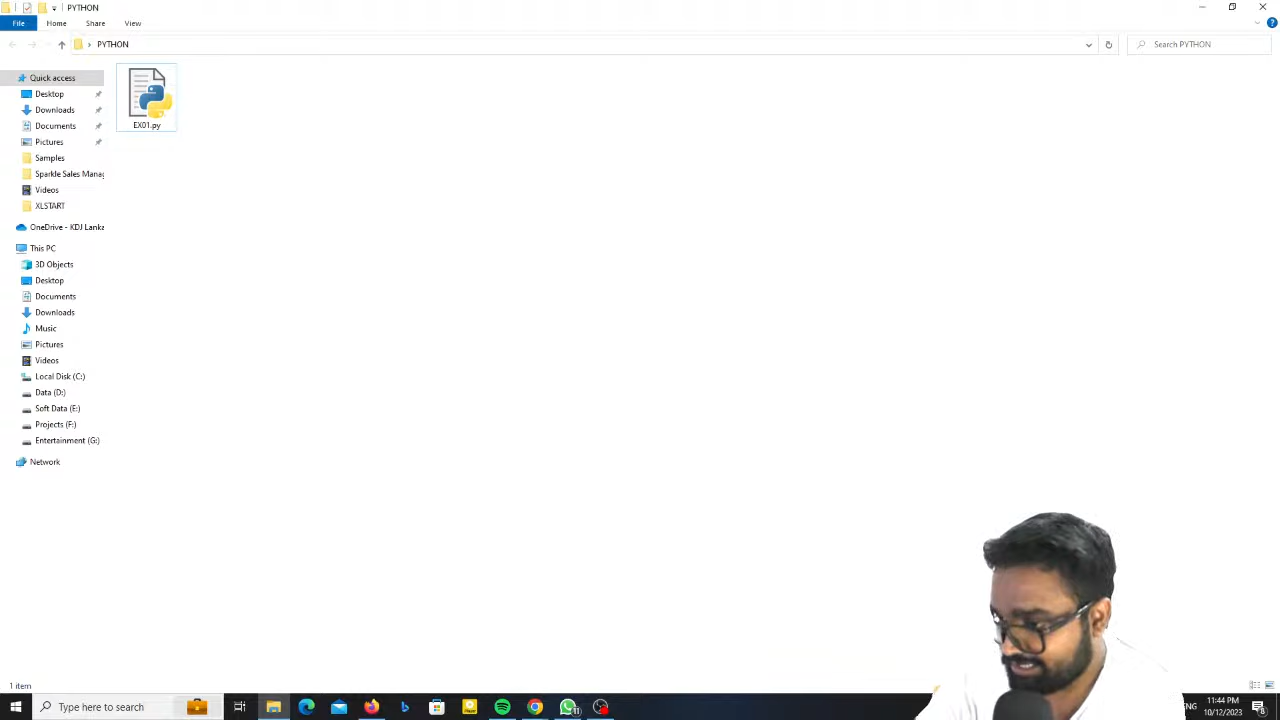 PYTHON
File
Home
Share
View
PYTHON
Search PYTHON
Quick access
Desktop
Downloads
Documents
Pictures
Samples
Sparkle Sales Manag
Videos
XLSTART
OneDrive - KDJ Lanka
This PC
3D Objects
Desktop
Documents
Downloads
Music
Pictures
Videos
Local Disk (C:)
Data (D:)
Soft Data (E:)
Projects (F:)
Entertainment (G:)
Network
EX01.py
1 item
Type here to search
11
NG
11:44 PM
10/12/2023